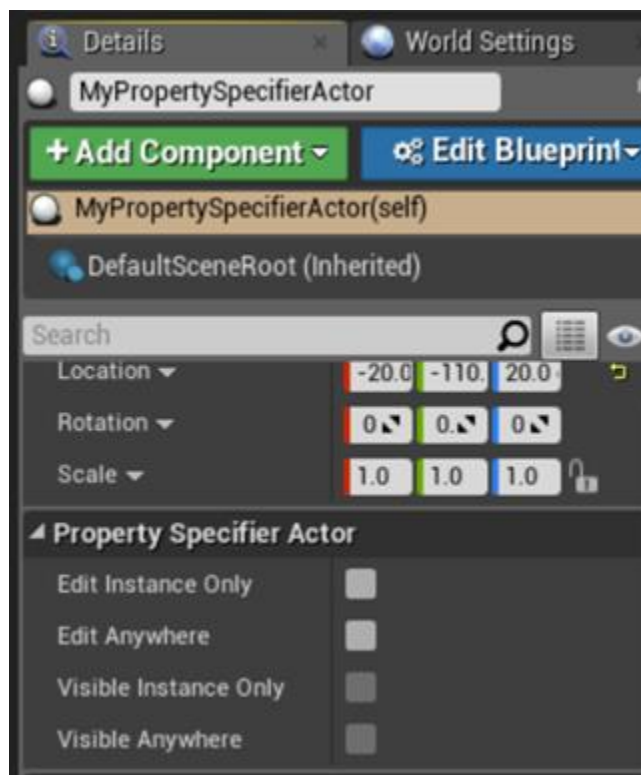 Details
World Settings
MyPropertySpecifierActor
+Add Component
Edit Blueprint
MyPropertySpecifierActor(self)
DefaultSceneRoot (Inherited)
Search
Location -20.0 -110. 20.0
Rotation 0 0. 0
Scale 1.0 1.0 1.0
Property Specifier Actor
Edit Instance Only
Edit Anywhere
Visible Instance Only
Visible Anywhere